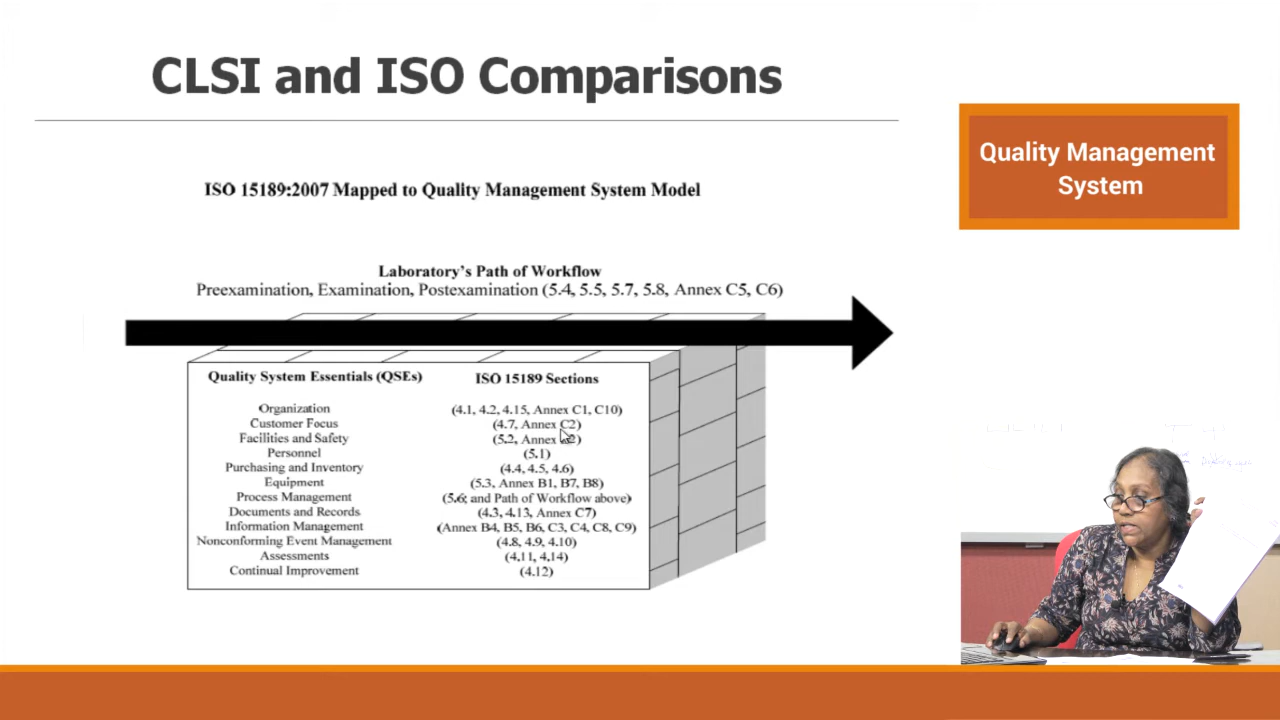 CLSI and ISO Comparisons
Quality Management
System
ISO 15189:2007 Mapped to Quality Management System Model
Laboratory's Path of Workflow
Preexamination, Examination, Postexamination (5.4, 5.5, 5.7, 5.8, Annex C5, C6)
Quality System Essentials (QSEs) ISO 15189 Sections
Organization (4.1, 4.2, 4.15, Annex C1, C10)
Customer Focus (4.7, Annex C2)
Facilities and Safety (5.2, Annex
Personnel (5.1)
Purchasing and Inventory (4.4, 4.5, 4.6)
Equipment (5.3, Annex B1, B7, B8)
Process Management (5.6; and Path of Workflow above)
Documents and Records (4.3, 4.13, Annex C7)
Information Management (Annex B4, B5, B6, C3, C4, C8, C9)
Nonconforming Event Management (4.8, 4.9, 4.10)
Assessments (4.11, 4.14)
Continual Improvement (4.12)